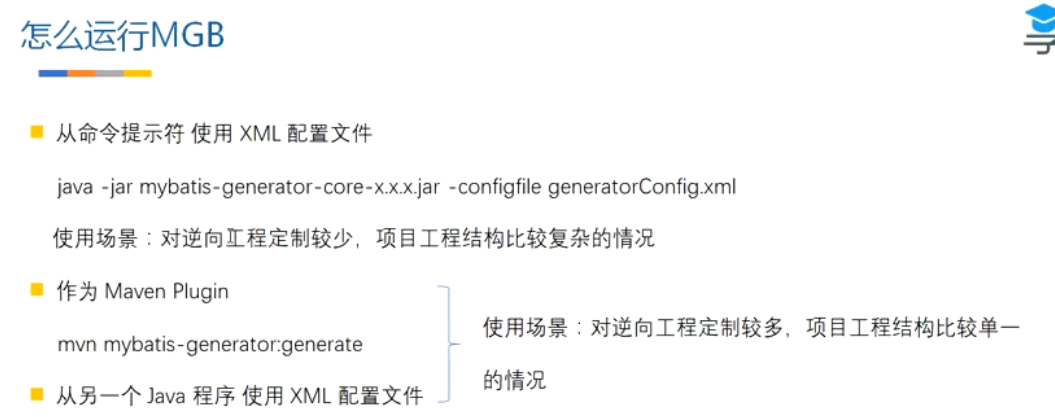 怎么运行MGB
从命令提示符 使用 XML 配置文件
java -jar mybatis-generator-core-x.x.x.jar -configfile generatorConfig.xml
使用场景：对逆向工程定制较少，项目工程结构比较复杂的情况
作为 Maven Plugin
mvn mybatis-generator:generate
从另一个 Java 程序 使用 XML 配置文件
使用场景：对逆向工程定制较多，项目工程结构比较单一
的情况